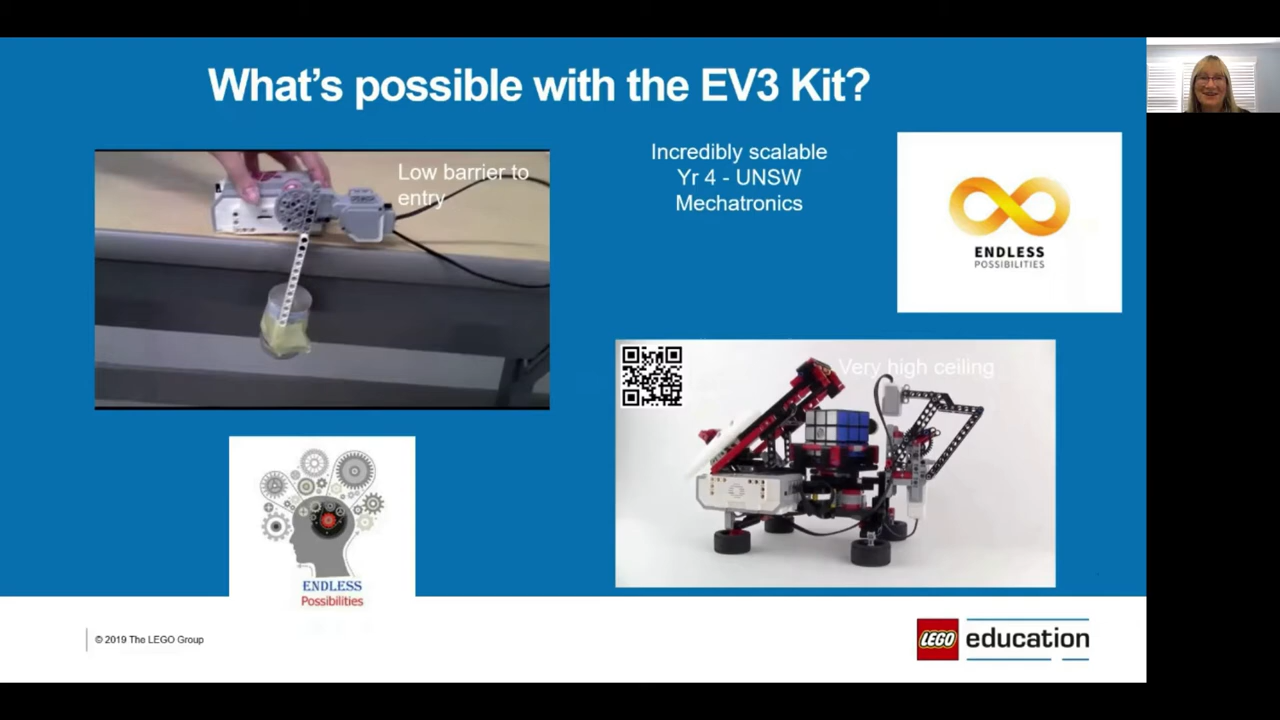 What's possible with the EV3 Kit?
Low barrier to
entry
Incredibly scalable
Yr 4 - UNSW
Mechatronics
ENDLESS
POSSIBILITIES
Very high ceiling
ENDLESS
Possibilities
© 2019 The LEGO Group
LEGO education